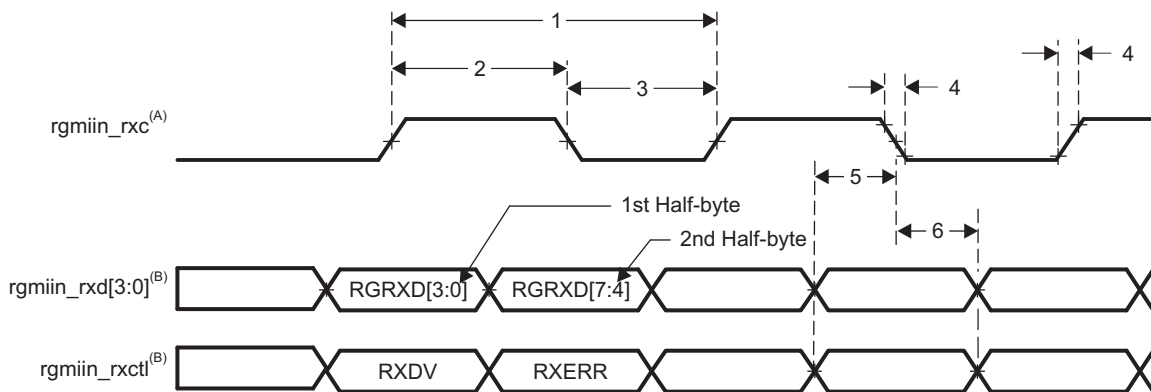 1
2
3
4
4
rgmiin_rxc(A)
5
1st Half-byte
6
2nd Half-byte
rgmiin_rxd[3:0](B)
RGRXD[3:0]
RGRXD[7:4]
rgmiin_rxctl(B)
RXDV
RXERR